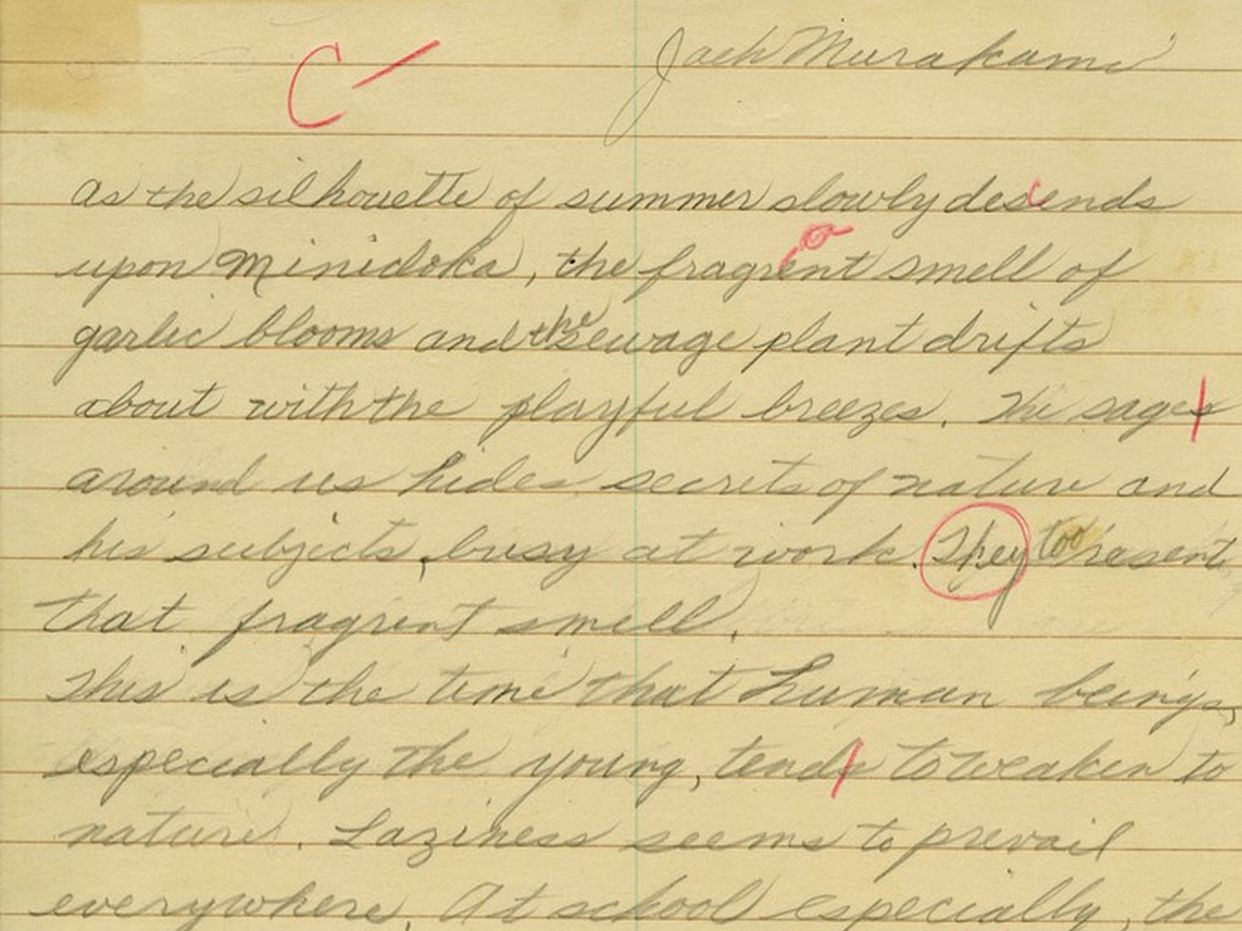 C - Jack Murakami
as the silhouette of summer slowly desends
c
upon Minidoka, the fragrent smell of
a
garlic blooms and the sewage plant drifts
about with the playful breezes. The sages
around us hides secrets of nature and
his subjects, busy at work. They too resent
that fragrent smell.
This is the time that human beings,
especially the young, tends to weaken to
nature. Laziness seems to prevail
everywhere. At school especially, the